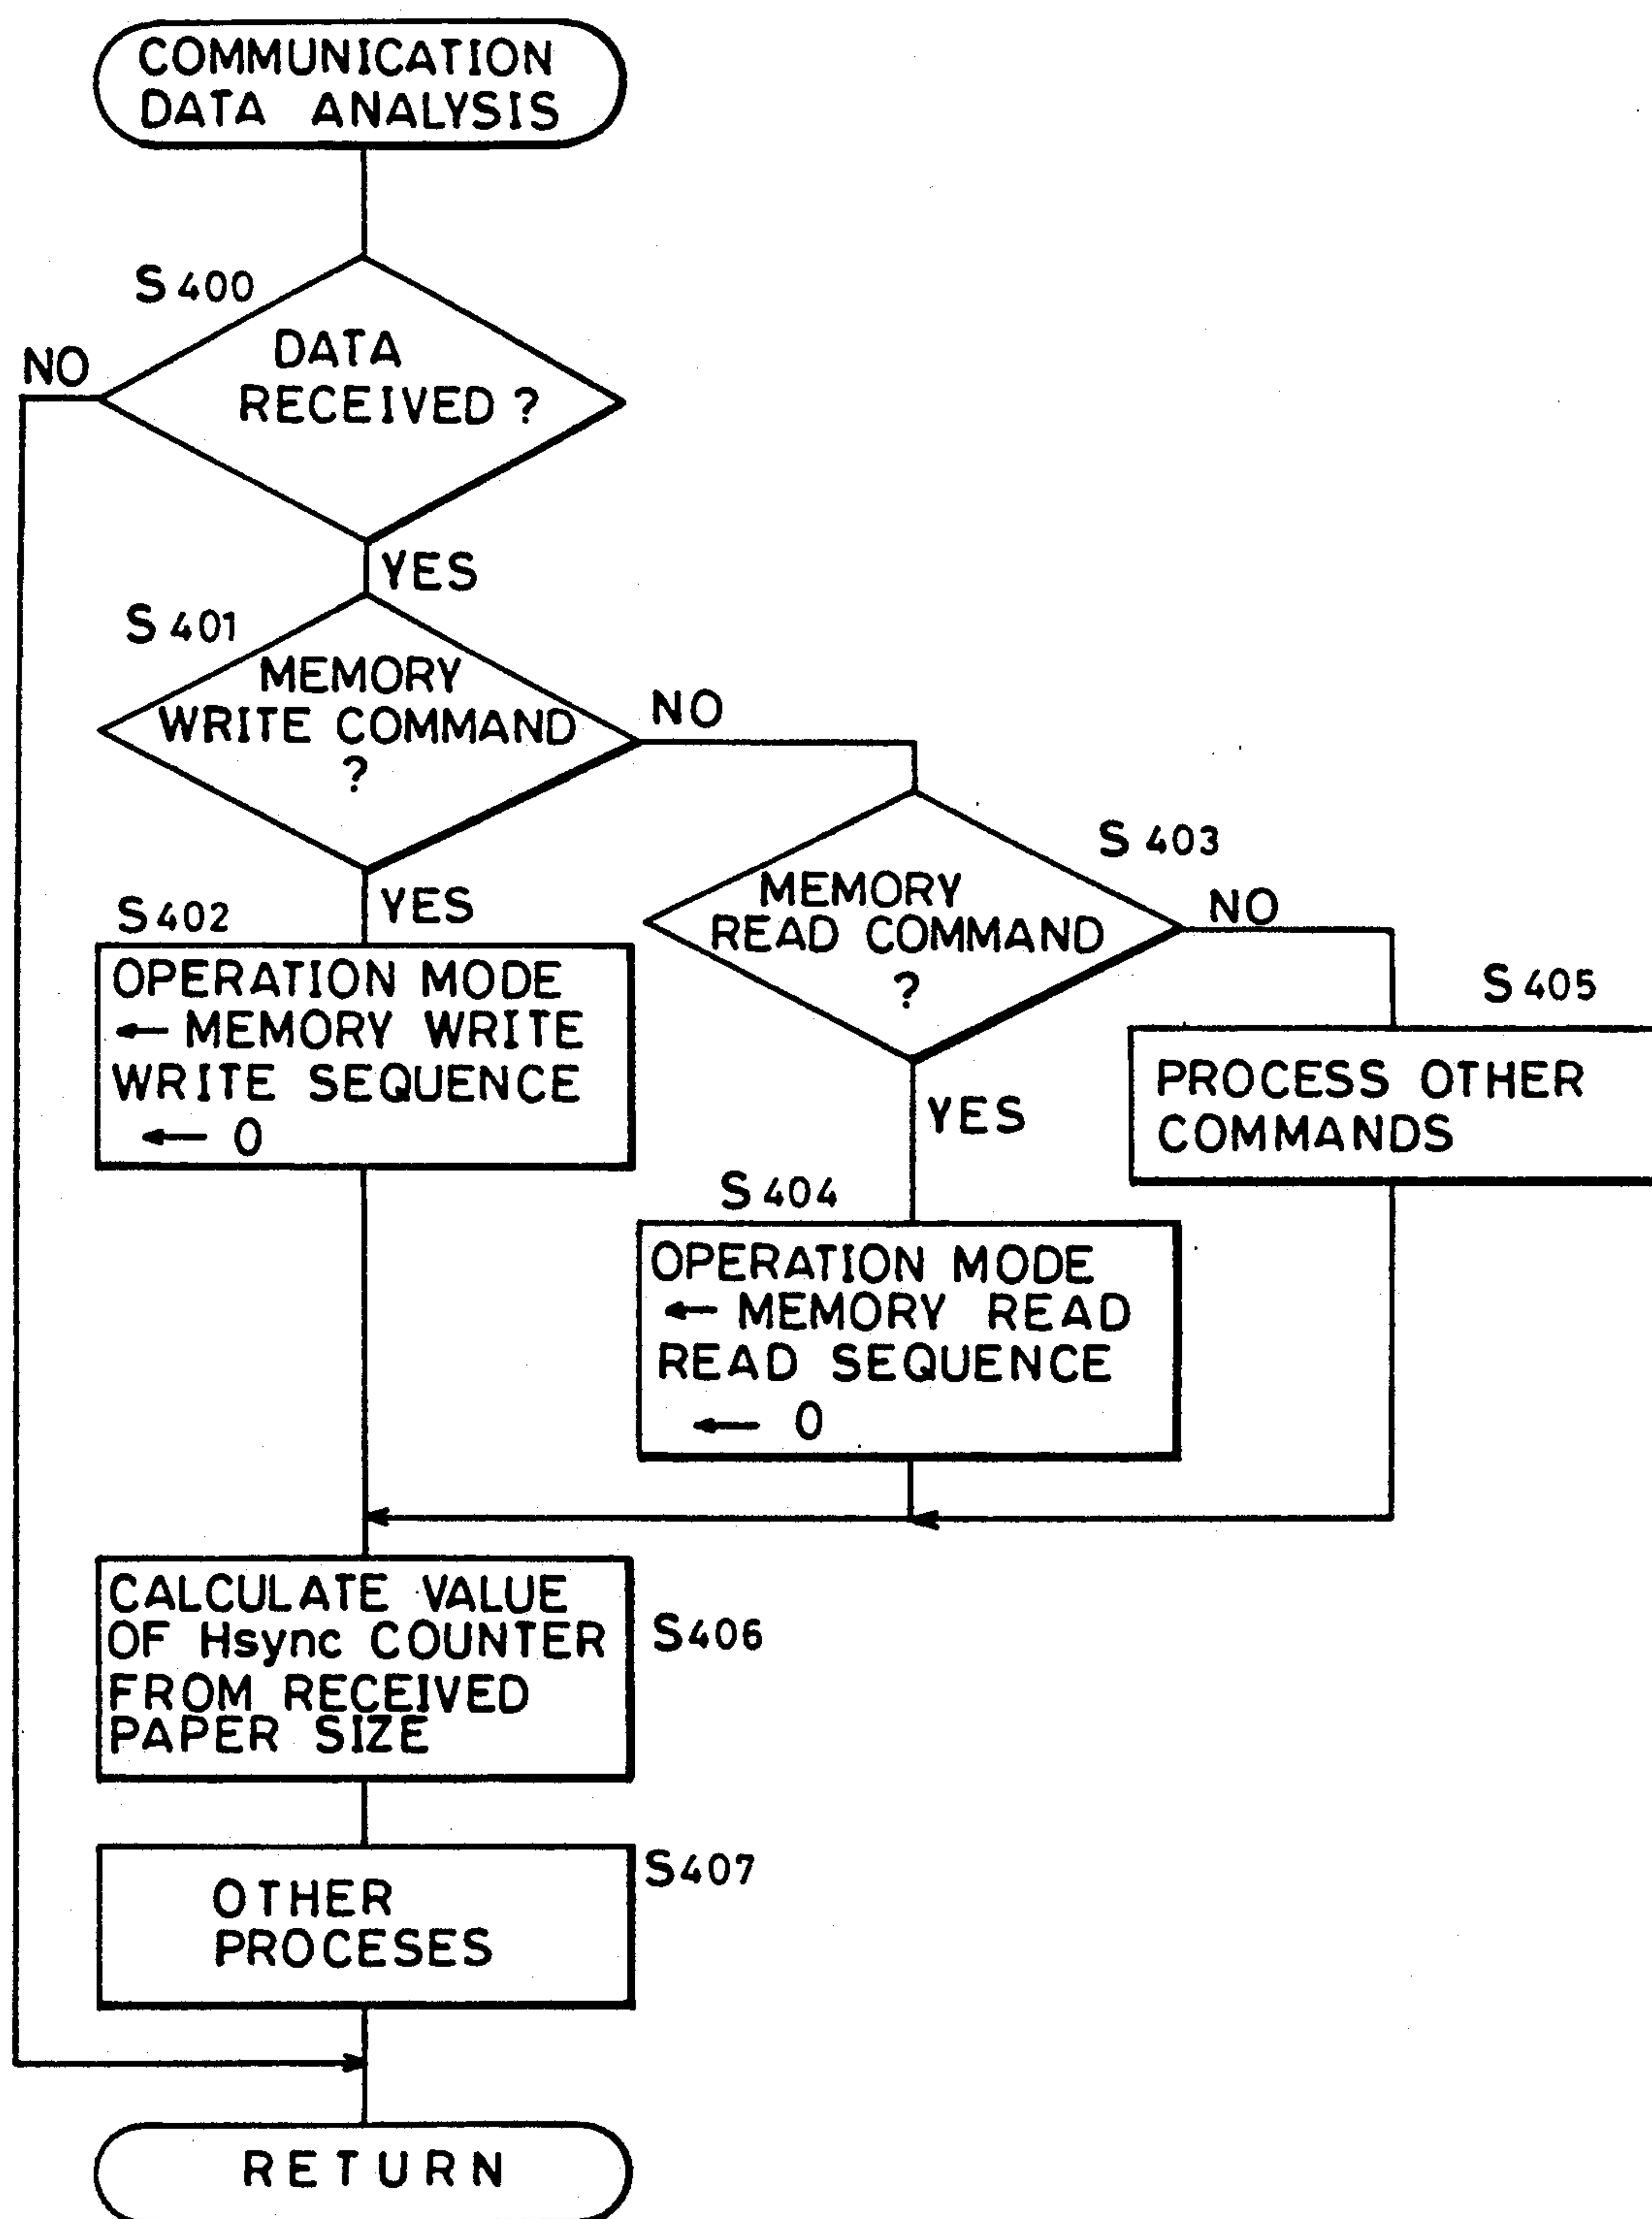 COMMUNICATION
DATA ANALYSIS
S400
DATA
RECEIVED ?
NO
YES
S401
MEMORY
WRITE COMMAND
?
NO
YES
S402
OPERATION MODE
← MEMORY WRITE
WRITE SEQUENCE
← 0
S403
MEMORY
READ COMMAND
?
NO
YES
S405
PROCESS OTHER
COMMANDS
S404
OPERATION MODE
← MEMORY READ
READ SEQUENCE
← 0
CALCULATE VALUE
OF Hsync COUNTER
FROM RECEIVED
PAPER SIZE
S406
S407
OTHER
PROCESES
RETURN